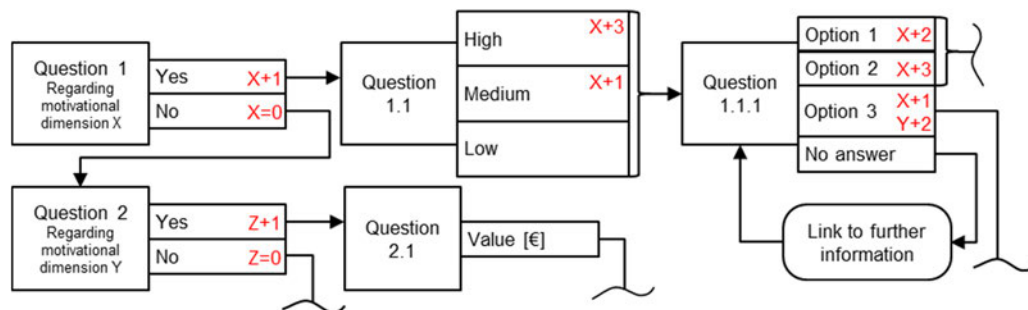 Question 1
Regarding
motivational
dimension X
Yes X+1
No X=0
Question
1.1
High X+3
Medium X+1
Low
Question
1.1.1
Option 1 X+2
Option 2 X+3
Option 3 X+1
Y+2
No answer
Link to further
information
Question 2
Regarding
motivational
dimension Y
Yes Z+1
No Z=0
Question
2.1
Value [€]